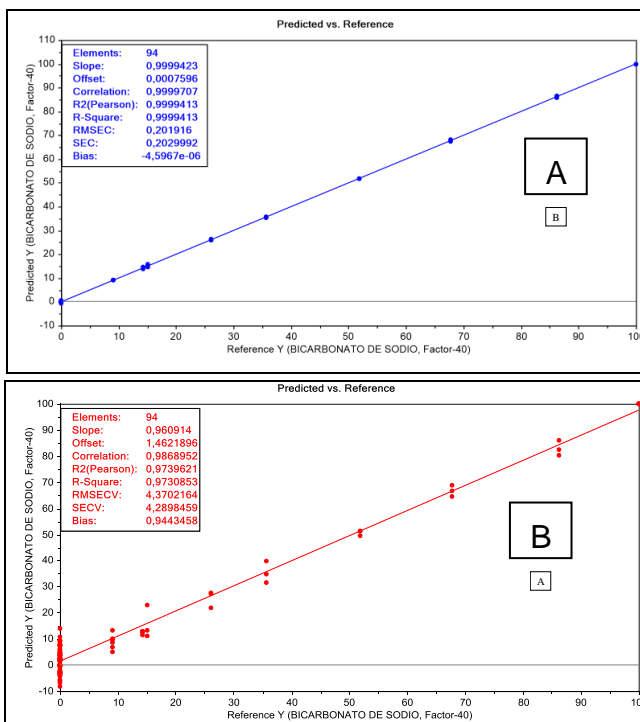 Predicted vs. Reference
110
100
90
80
70
60
50
40
30
20
10
0
-10
Predicted Y (BICARBONATO DE SODIO, Factor-40)
Elements: 94
Slope: 0,9999423
Offset: 0,0007596
Correlation: 0,9999707
R2(Pearson): 0,9999413
R-Square: 0,9999413
RMSEC: 0,201916
SEC: 0,2029992
Bias: -4,5967e-06
A
B
0 10 20 30 40 50 60 70 80 90 100
Reference Y (BICARBONATO DE SODIO, Factor-40)
Predicted vs. Reference
100
90
80
70
60
50
40
30
20
10
0
-10
Predicted Y (BICARBONATO DE SODIO, Factor-40)
Elements: 94
Slope: 0,960914
Offset: 1,4621896
Correlation: 0,9868952
R2(Pearson): 0,9739621
R-Square: 0,9730853
RMSECV: 4,3702164
SECV: 4,2898459
Bias: 0,9443458
B
A
0 10 20 30 40 50 60 70 80 90 100
Reference Y (BICARBONATO DE SODIO, Factor-40)